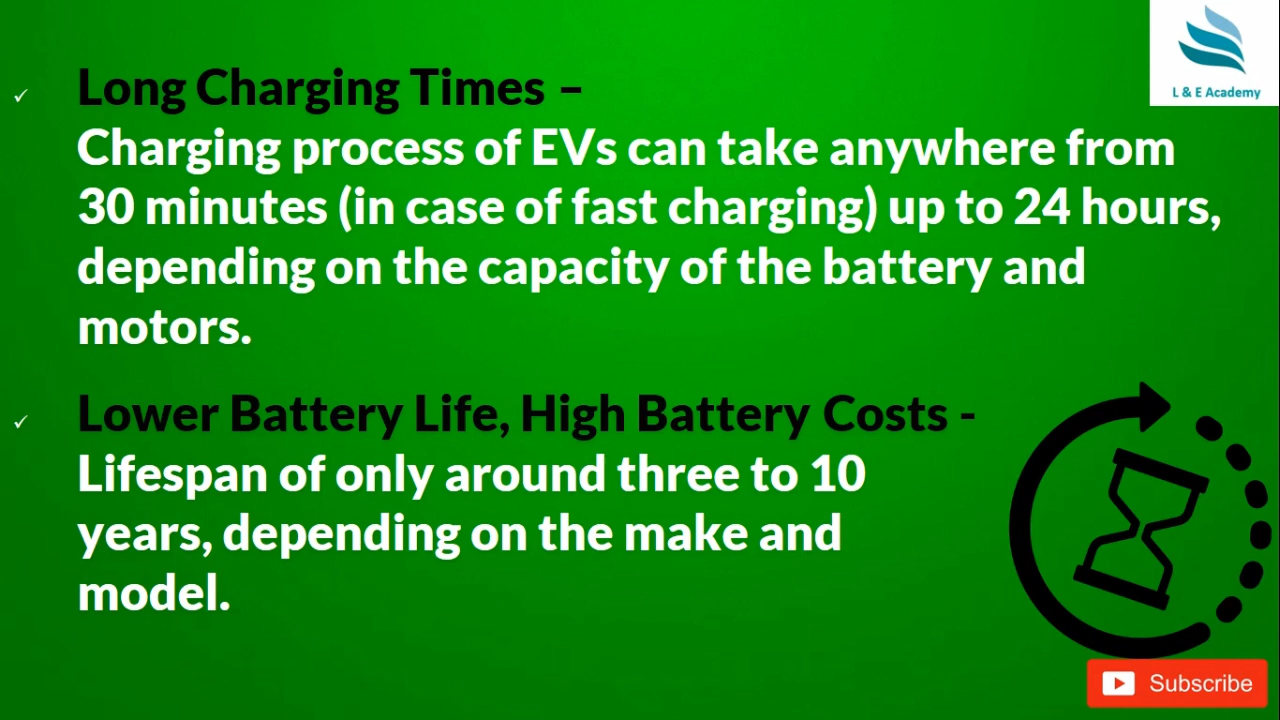 Long Charging Times –
Charging process of EVs can take anywhere from
30 minutes (in case of fast charging) up to 24 hours,
depending on the capacity of the battery and
motors.
Lower Battery Life, High Battery Costs -
Lifespan of only around three to 10
years, depending on the make and
model.
L & E Academy
Subscribe